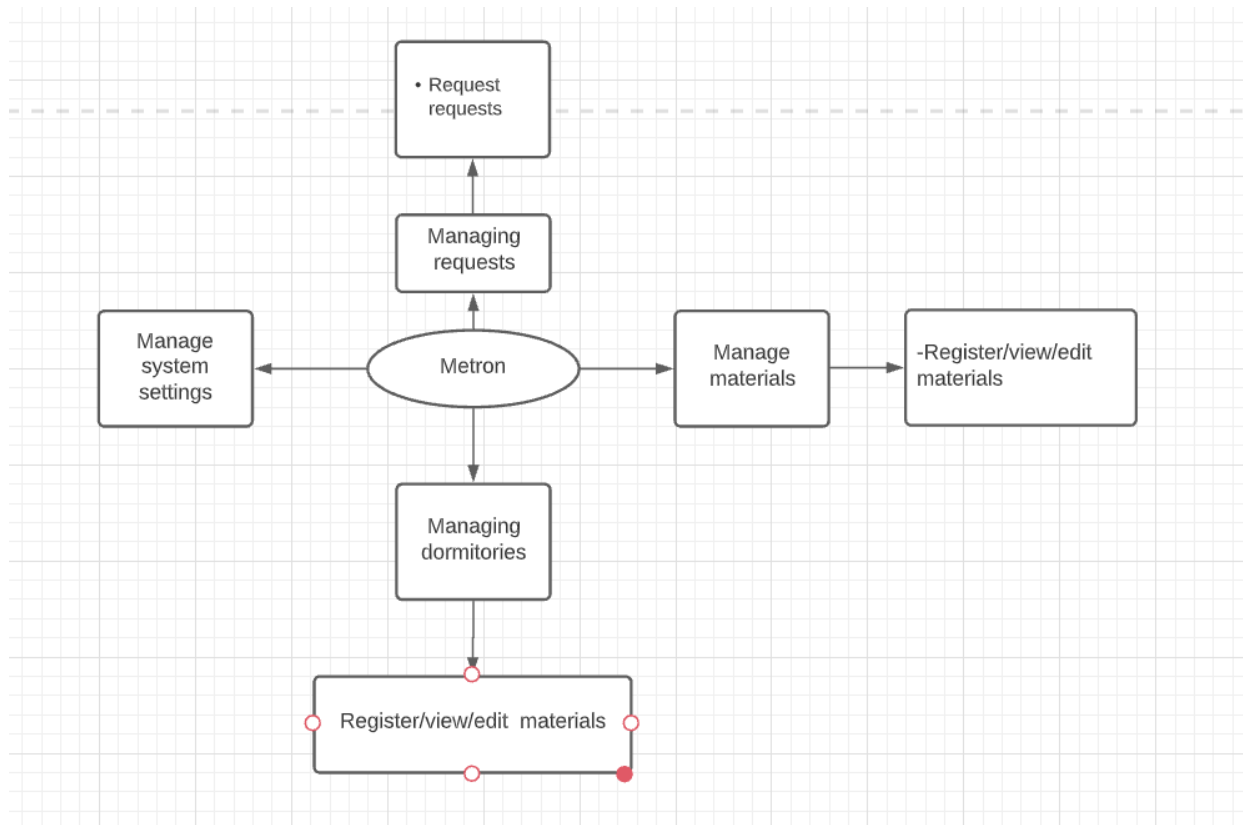 • Request
requests
Managing
requests
Manage
system
settings
Metron
Manage
materials
-Register/view/edit
materials
Managing
dormitories
Register/view/edit  materials